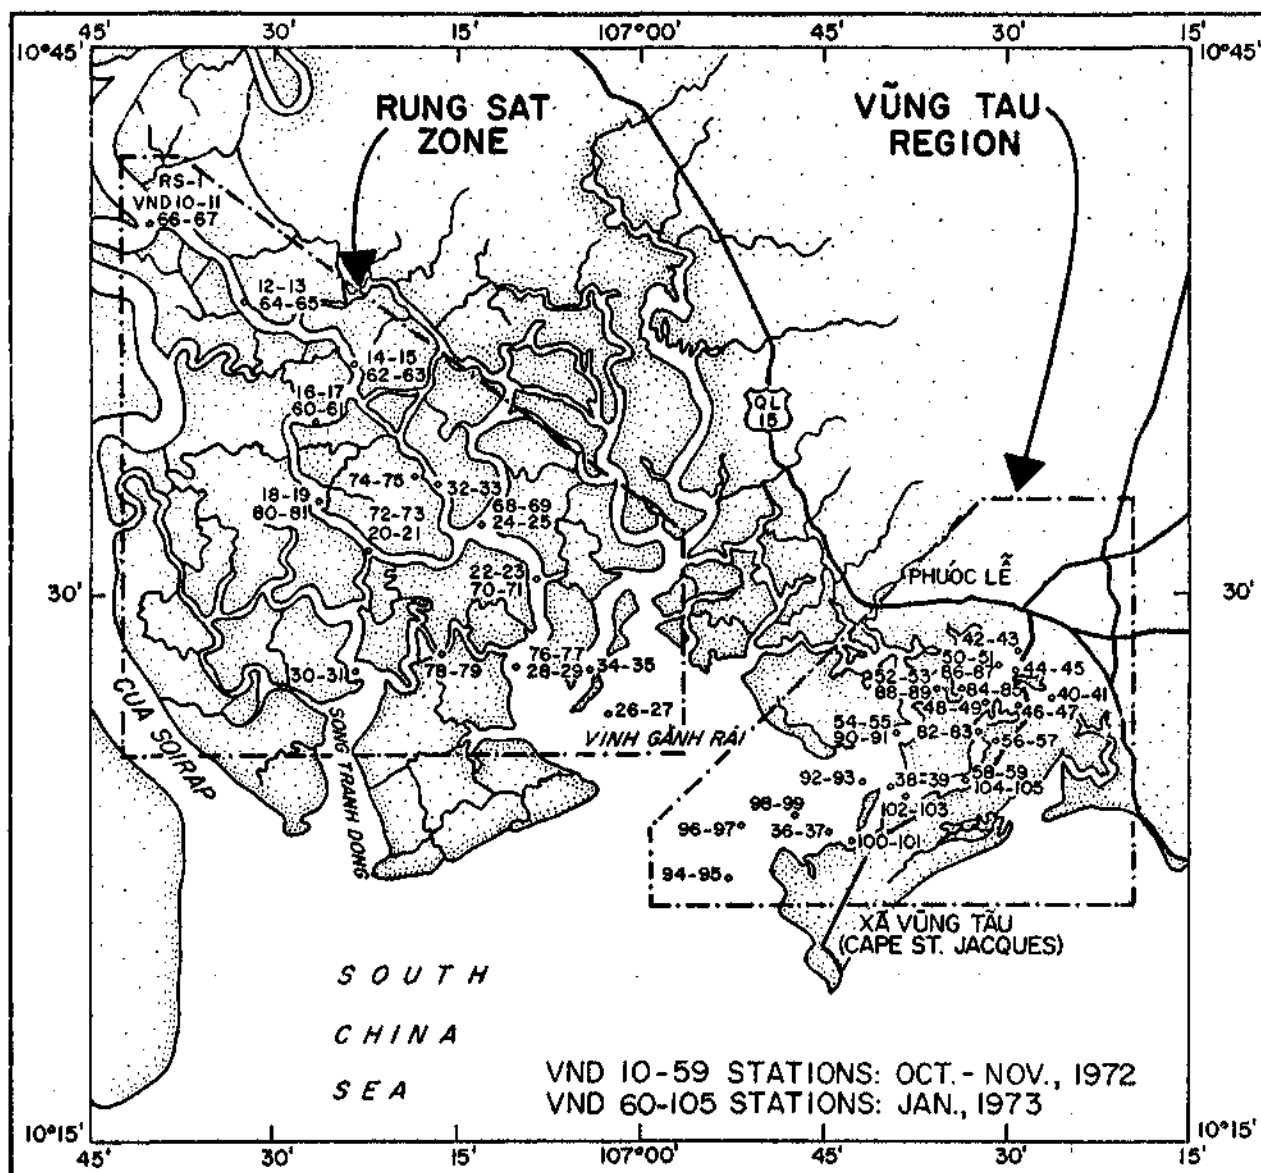 45' 30' 15' 107°00' 45' 30' 15'
10°45' 10°45'
RUNG SAT
ZONE
VŨNG TAU
REGION
RS-1
VND 10-11
66-67
12-13
64-65
14-15
62-63
16-17
60-61
QL
15
74-75
32-33
18-19
80-81
68-69
24-25
72-73
20-21
22-23
70-71
PHUÓC LỄ
30' 30'
42-43
50-51
86-87
44-45
52-53
88-89
84-85
40-41
48-49
46-47
76-77
28-29
34-35
78-79
30-31
26-27
54-55
90-91
82-83
56-57
VINH GÀNH RÁI
CUA SOIRAP
SONG TRANH DONG
92-93
38-39
58-59
104-105
98-99
102-103
96-97
36-37
100-101
94-95
XÃ VŨNG TÃU
(CAPE ST. JACQUES)
SOUTH
CHINA
SEA
VND 10-59 STATIONS: OCT.- NOV., 1972
VND 60-105 STATIONS: JAN., 1973
10°15' 10°15'
45' 30' 15' 107°00' 45' 30' 15'